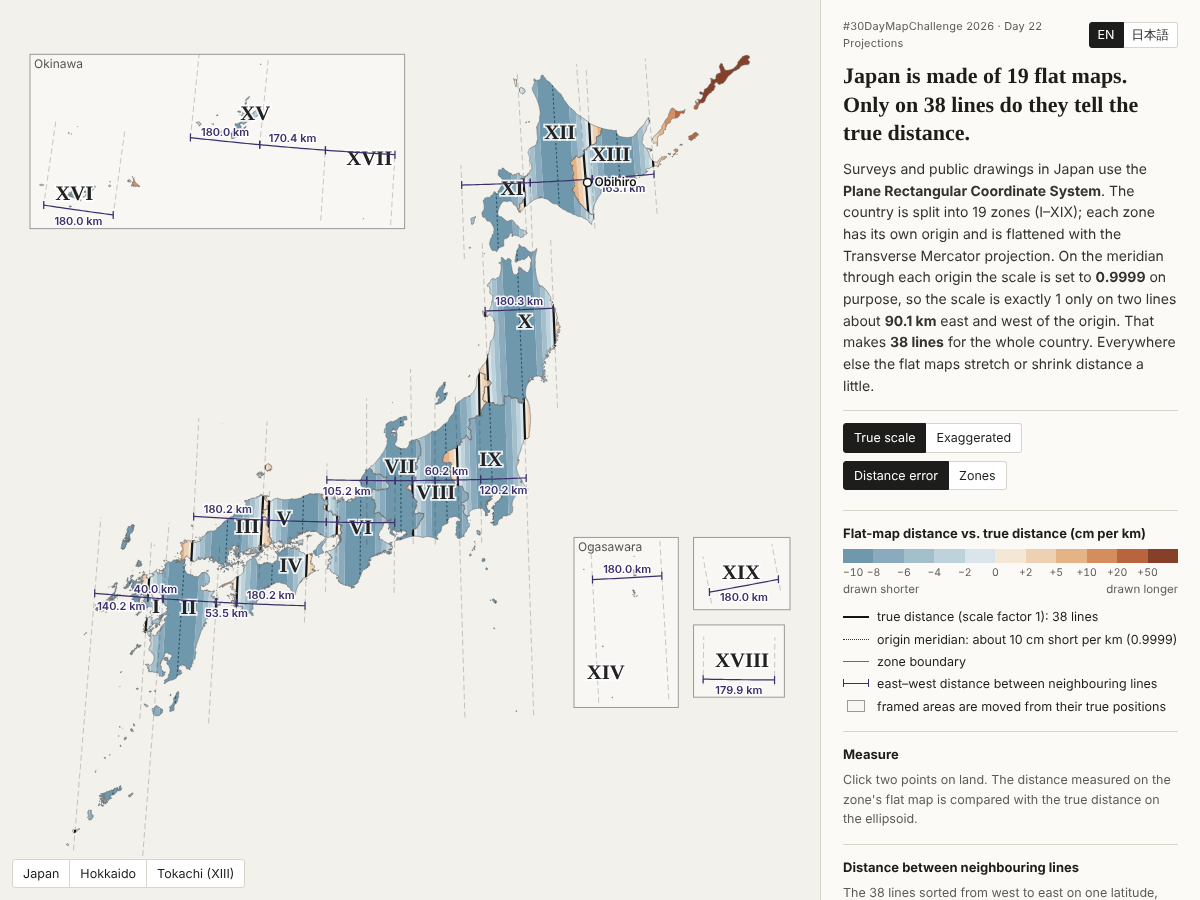 #30DayMapChallenge 2026 · Day 22
Projections
EN
日本語
Japan is made of 19 flat maps.
Only on 38 lines do they tell the
true distance.
Surveys and public drawings in Japan use the
Plane Rectangular Coordinate System. The
country is split into 19 zones (I–XIX); each zone
has its own origin and is flattened with the
Transverse Mercator projection. On the meridian
through each origin the scale is set to 0.9999 on
purpose, so the scale is exactly 1 only on two lines
about 90.1 km east and west of the origin. That
makes 38 lines for the whole country. Everywhere
else the flat maps stretch or shrink distance a
little.
True scale
Exaggerated
Distance error
Zones
Flat-map distance vs. true distance (cm per km)
−10 −8 −6 −4 −2 0 +2 +5 +10 +20 +50
drawn shorter
drawn longer
true distance (scale factor 1): 38 lines
origin meridian: about 10 cm short per km (0.9999)
zone boundary
east–west distance between neighbouring lines
framed areas are moved from their true positions
Measure
Click two points on land. The distance measured on the
zone's flat map is compared with the true distance on
the ellipsoid.
Distance between neighbouring lines
The 38 lines sorted from west to east on one latitude,
Okinawa
XV
180.0 km
170.4 km
XVII
XVI
180.0 km
XII
XIII
XI
Obihiro
180.3 km
X
IX
VII
60.2 km
105.2 km
VIII
120.2 km
180.2 km
III
V
VI
IV
40.0 km
140.2 km
I
II
53.5 km
180.2 km
Ogasawara
180.0 km
XIV
XIX
180.0 km
XVIII
179.9 km
Japan
Hokkaido
Tokachi (XIII)